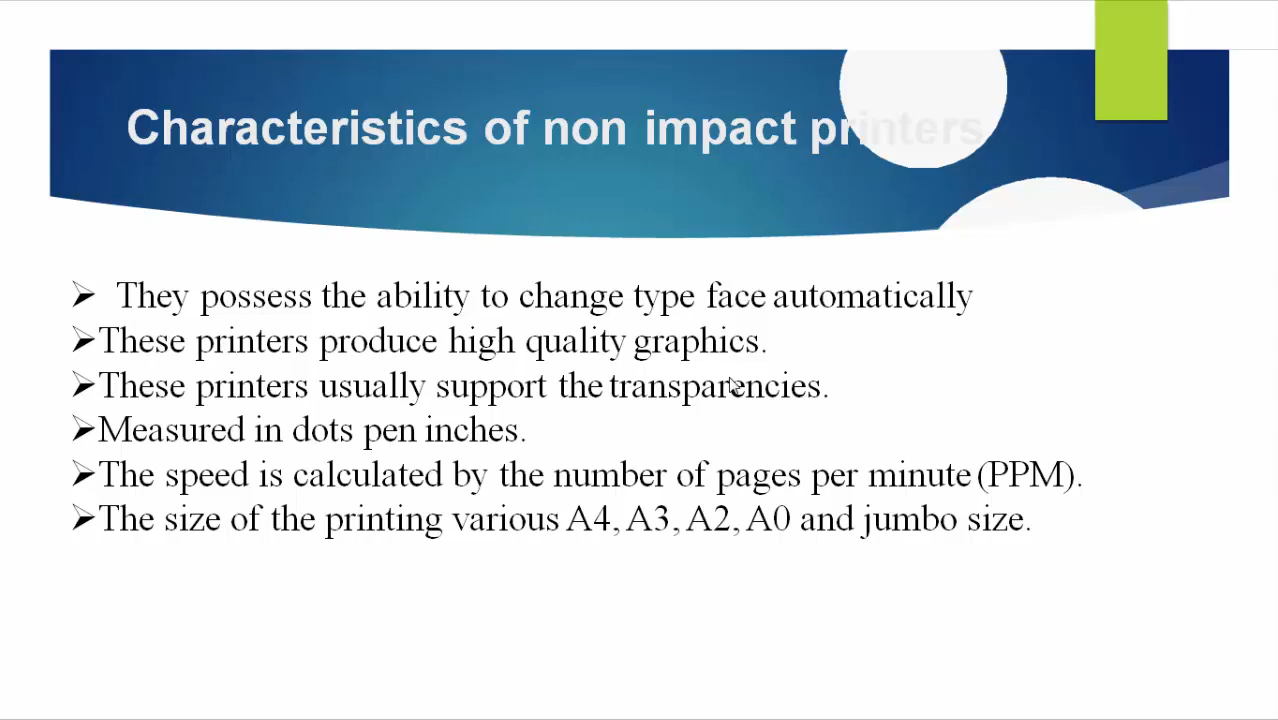 Characteristics of non impact printers
➢ They possess the ability to change type face automatically
➢These printers produce high quality graphics.
➢These printers usually support the transparencies.
➢Measured in dots pen inches.
➢The speed is calculated by the number of pages per minute (PPM).
➢The size of the printing various A4, A3, A2, A0 and jumbo size.